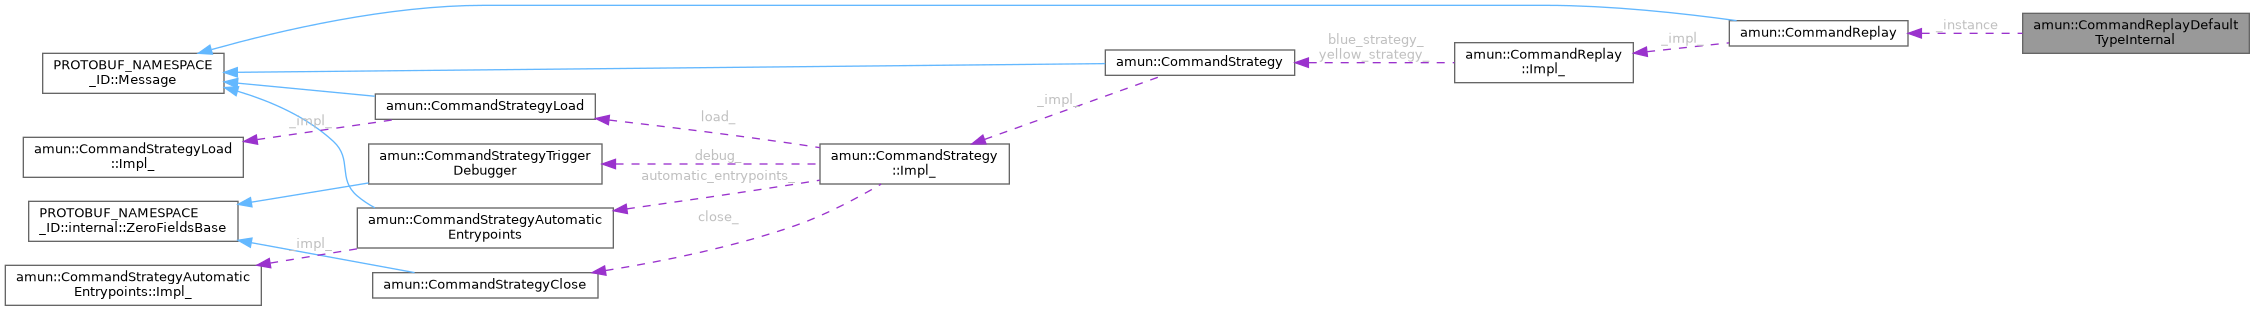 amun::CommandReplayDefault
TypeInternal
_instance
amun::CommandReplay
_impl_
amun::CommandReplay
::Impl_
blue_strategy_
yellow_strategy_
amun::CommandStrategy
_impl_
amun::CommandStrategy
::Impl_
load_
debug_
automatic_entrypoints_
close_
PROTOBUF_NAMESPACE
_ID::Message
amun::CommandStrategyLoad
_impl_
amun::CommandStrategyLoad
::Impl_
amun::CommandStrategyTrigger
Debugger
PROTOBUF_NAMESPACE
_ID::internal::ZeroFieldsBase
amun::CommandStrategyAutomatic
Entrypoints
_impl_
amun::CommandStrategyAutomatic
Entrypoints::Impl_
amun::CommandStrategyClose